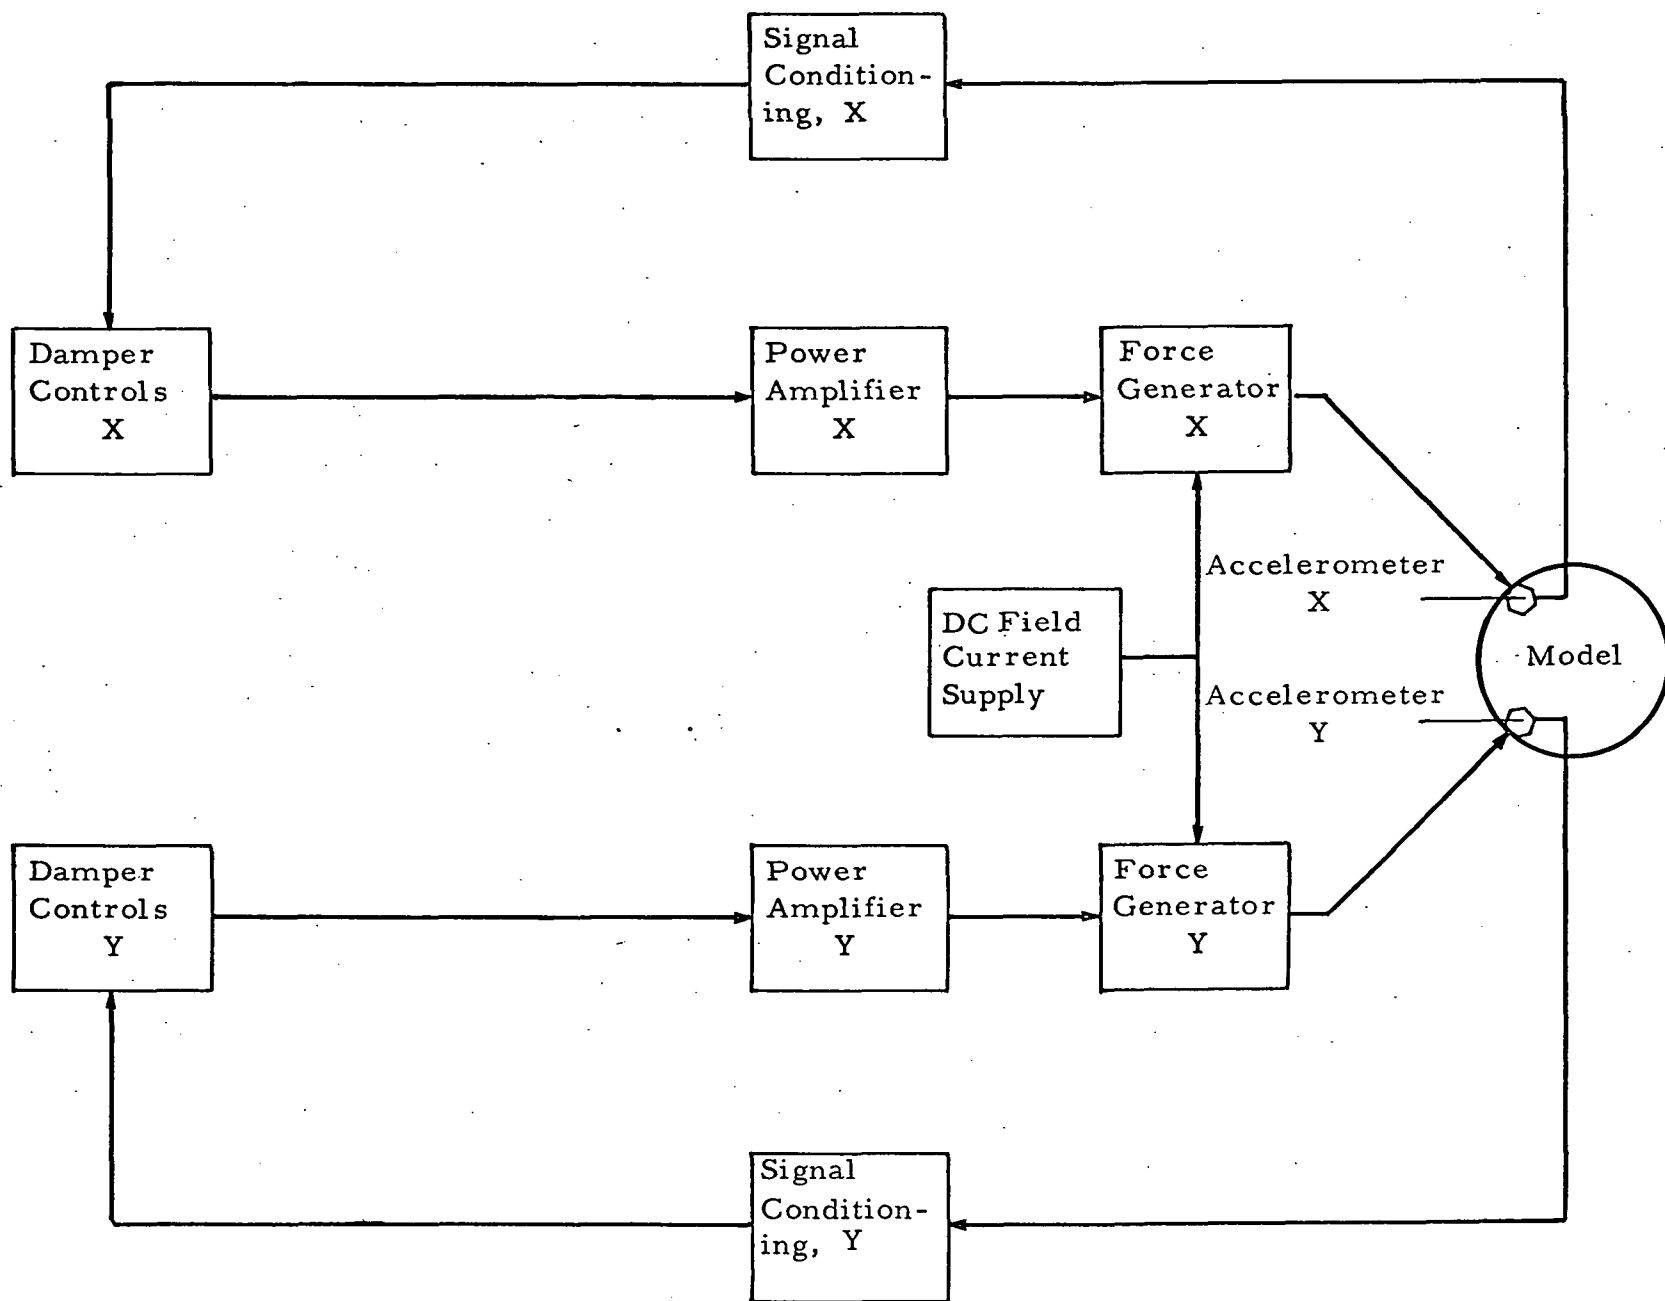 Signal
Condition-
ing, X
Damper
Controls
X
Power
Amplifier
X
Force
Generator
X
Accelerometer
X
DC Field
Current
Supply
Model
Accelerometer
Y
Damper
Controls
Y
Power
Amplifier
Y
Force
Generator
Y
Signal
Condition-
ing, Y